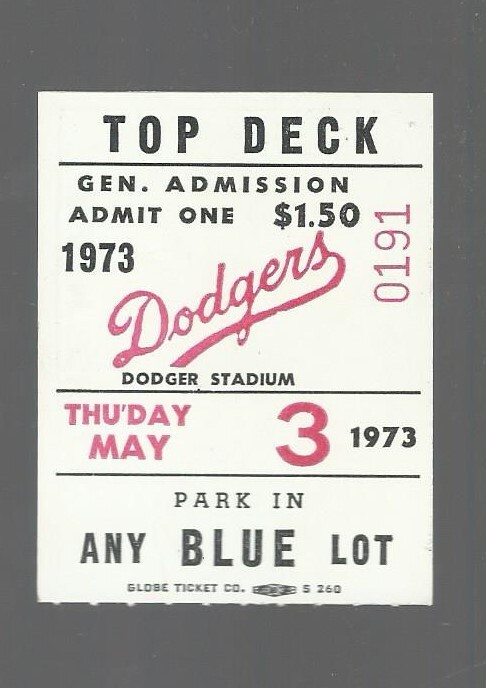 TOP DECK
GEN. ADMISSION
ADMIT ONE $1.50
0191
1973
Dodgers
DODGER STADIUM
THU'DAY
MAY
3
1973
PARK IN
ANY BLUE LOT
GLOBE TICKET CO. S 260